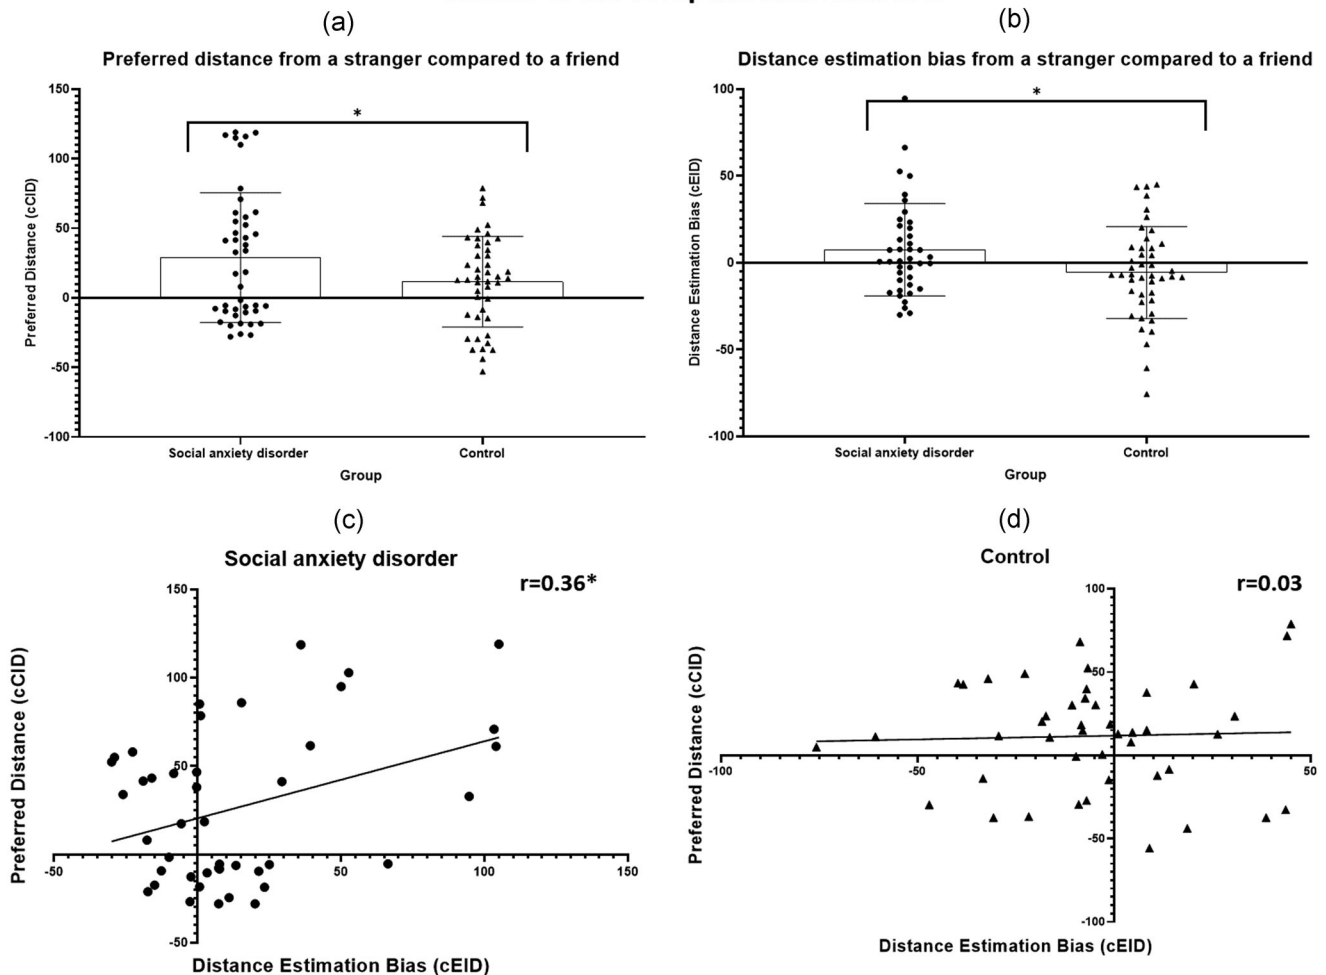 (a)
Preferred distance from a stranger compared to a friend
150
100
50
0
-50
-100
Preferred Distance (cCID)
*
Social anxiety disorder
Control
Group
(b)
Distance estimation bias from a stranger compared to a friend
100
50
0
-50
-100
Distance Estimation Bias (cEID)
*
Social anxiety disorder
Control
Group
(c)
Social anxiety disorder
r=0.36*
150
100
50
-50
-50
50
100
150
Preferred Distance (cCID)
Distance Estimation Bias (cEID)
(d)
Control
r=0.03
100
50
-50
-100
-100
-50
50
Preferred Distance (cCID)
Distance Estimation Bias (cEID)